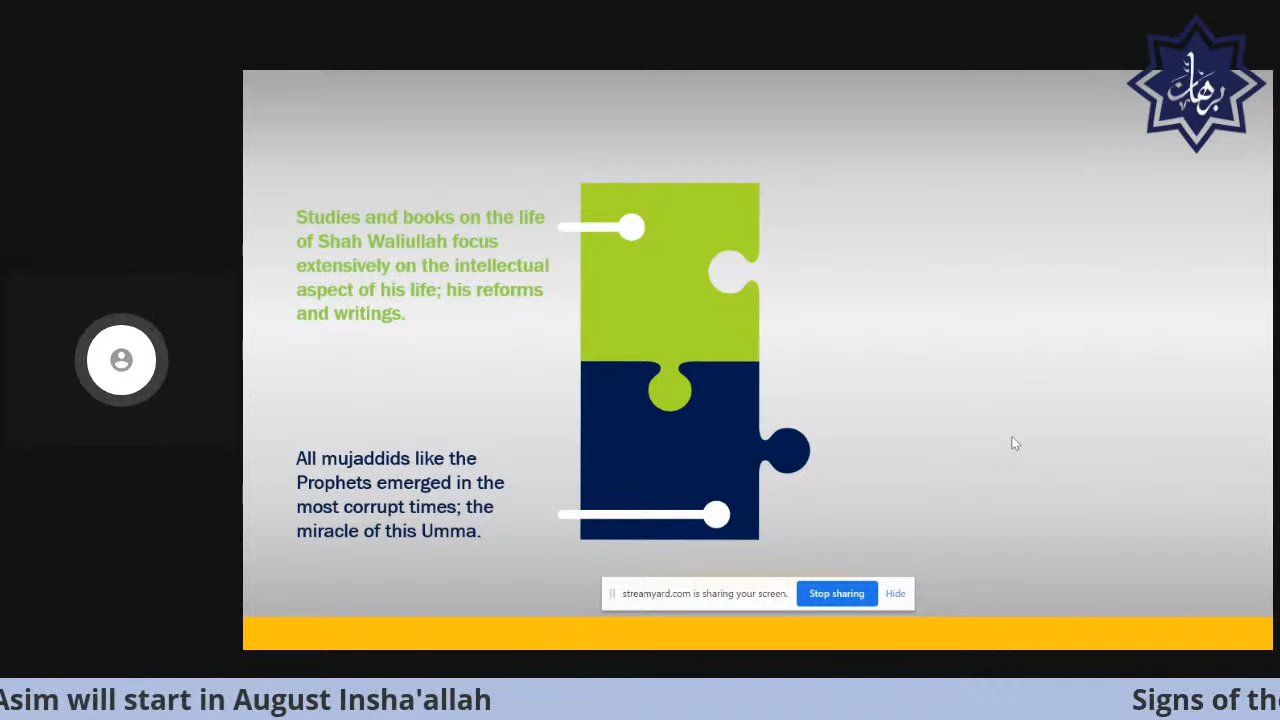 برهان
Studies and books on the life
of Shah Waliullah focus
extensively on the intellectual
aspect of his life; his reforms
and writings.
All mujaddids like the
Prophets emerged in the
most corrupt times; the
miracle of this Umma.
streamyard.com is sharing your screen.
Stop sharing
Hide
Asim will start in August Insha'allah
Signs of the